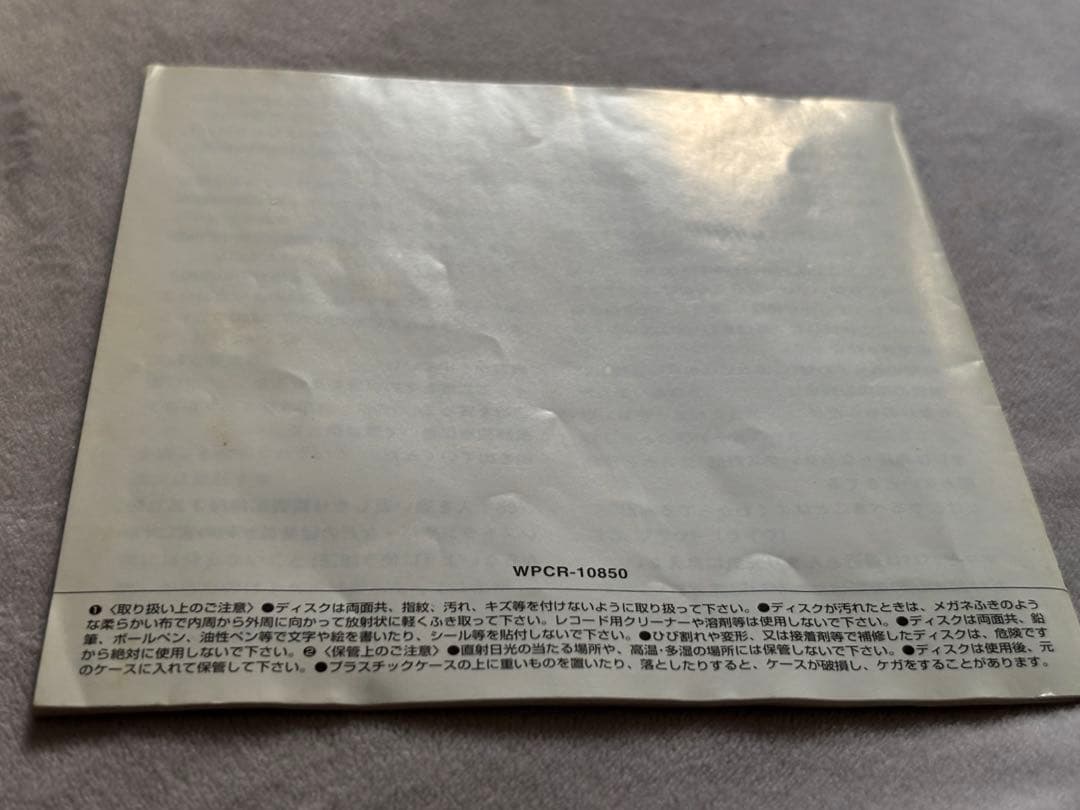 WPCR-10850
❶〈取り扱い上のご注意〉●ディスクは両面共、指紋、汚れ、キズ等を付けないように取り扱って下さい。●ディスクが汚れたときは、メガネふきのよう
な柔らかい布で内周から外周に向かって放射状に軽くふき取って下さい。レコード用クリーナーや溶剤等は使用しないで下さい。●ディスクは両面共、鉛
筆、ボールペン、油性ペン等で文字や絵を書いたり、シール等を貼付しないで下さい。●ひび割れや変形、又は接着剤等で補修したディスクは、危険です
から絶対に使用しないで下さい。❷〈保管上のご注意〉●直射日光の当たる場所や、高温・多湿の場所には保管しないで下さい。●ディスクは使用後、元
のケースに入れて保管して下さい。●プラスチックケースの上に重いものを置いたり、落としたりすると、ケースが破損し、ケガをすることがあります。